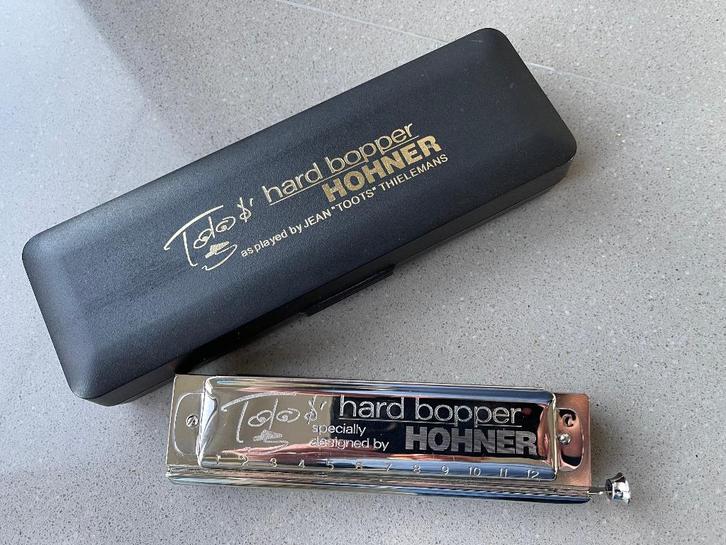 Toots' hard bopper
HOHNER
as played by JEAN "TOOTS" THIELEMANS
Toots' hard bopper
specially
designed by HOHNER
1 2 3 4 5 6 7 8 9 10 11 12